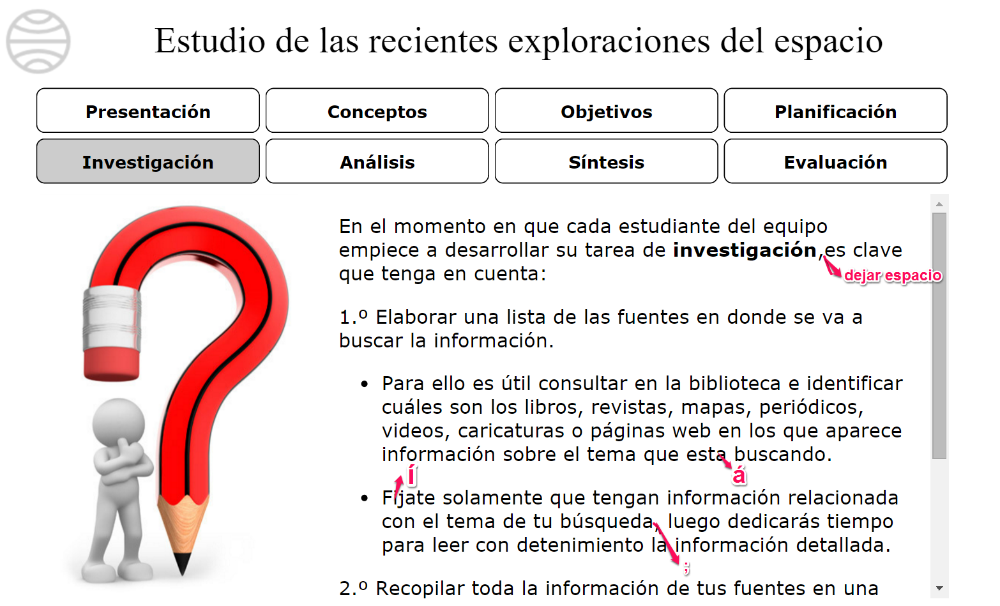 Estudio de las recientes exploraciones del espacio
Presentación
Conceptos
Objetivos
Planificación
Investigación
Análisis
Síntesis
Evaluación
En el momento en que cada estudiante del equipo
empiece a desarrollar su tarea de investigación,es clave
dejar espacio
que tenga en cuenta:
1.º Elaborar una lista de las fuentes en donde se va a
buscar la información.
• Para ello es útil consultar en la biblioteca e identificar
cuáles son los libros, revistas, mapas, periódicos,
videos, caricaturas o páginas web en los que aparece
información sobre el tema que esta buscando.
í
á
• Fijate solamente que tengan información relacionada
con el tema de tu búsqueda, luego dedicarás tiempo
para leer con detenimiento la información detallada.
;
2.º Recopilar toda la información de tus fuentes en una